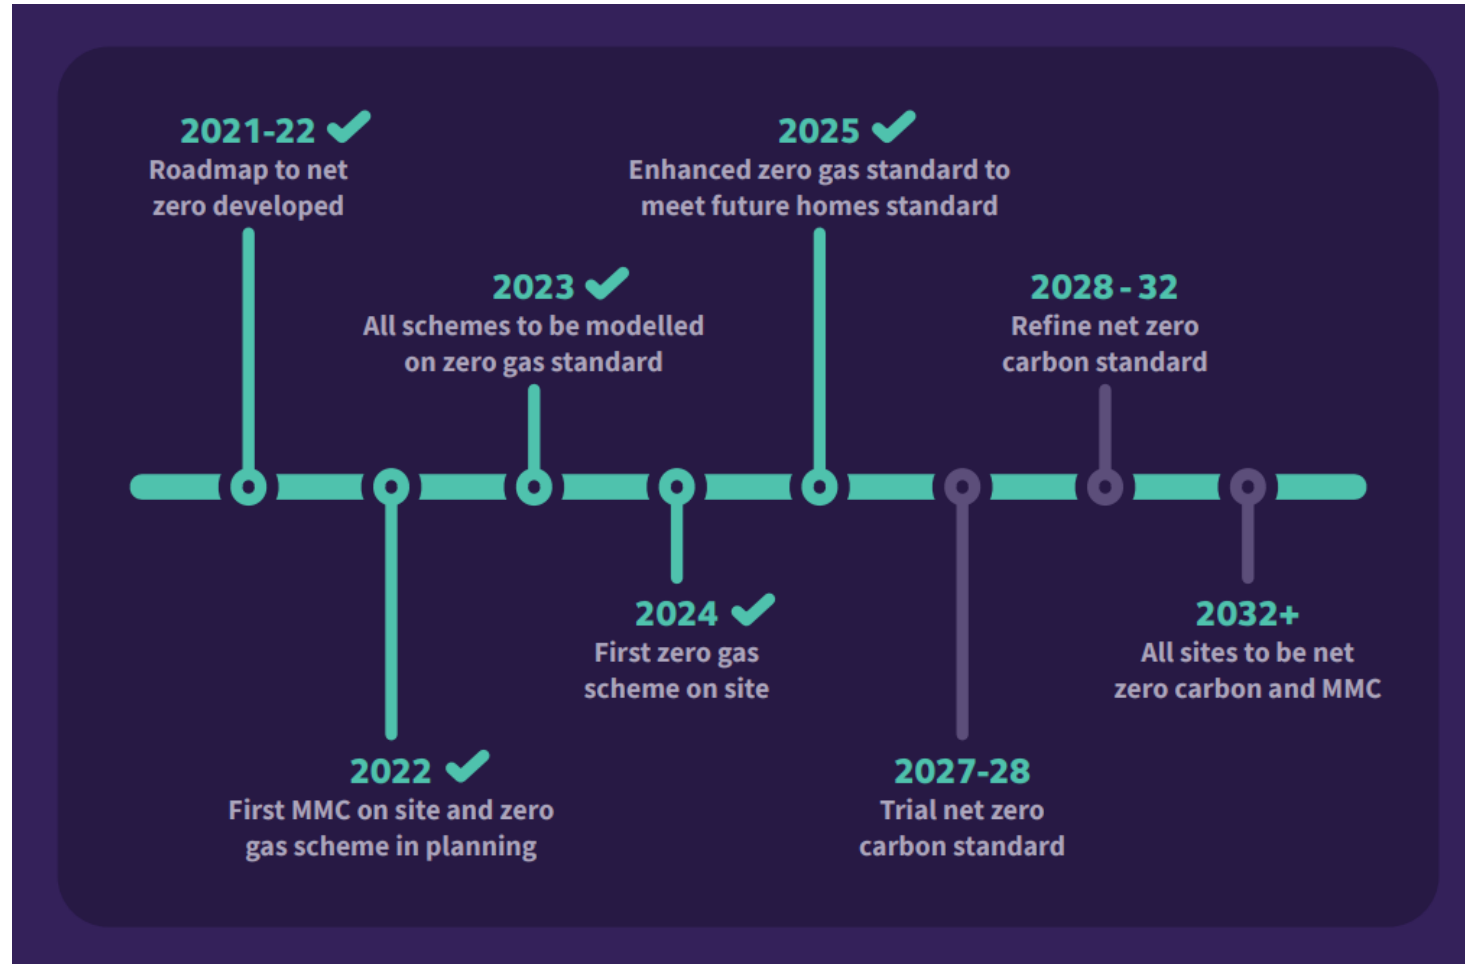 2021-22
Roadmap to net
zero developed
2022
First MMC on site and zero
gas scheme in planning
2023
All schemes to be modelled
on zero gas standard
2024
First zero gas
scheme on site
2025
Enhanced zero gas standard to
meet future homes standard
2027-28
Trial net zero
carbon standard
2028 - 32
Refine net zero
carbon standard
2032+
All sites to be net
zero carbon and MMC